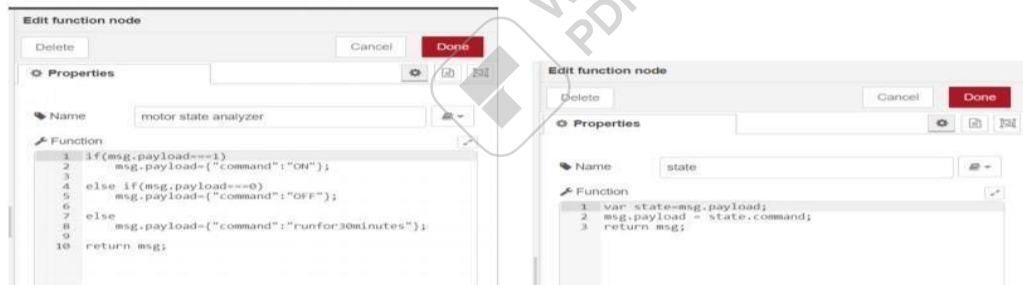 Edit function node
Delete
Cancel
Done
Properties
Name
motor state analyzer
Function
1 if(msg.payload===1)
2 msg.payload={"command":"ON"};
3
4 else if(msg.payload===0)
5 msg.payload={"command":"OFF"};
6
7 else
8 msg.payload={"command":"runfor30minutes"};
9
10 return msg;
Edit function node
Delete
Cancel
Done
Properties
Name
state
Function
1 var state=msg.payload;
2 msg.payload = state.command;
3 return msg;
PDF